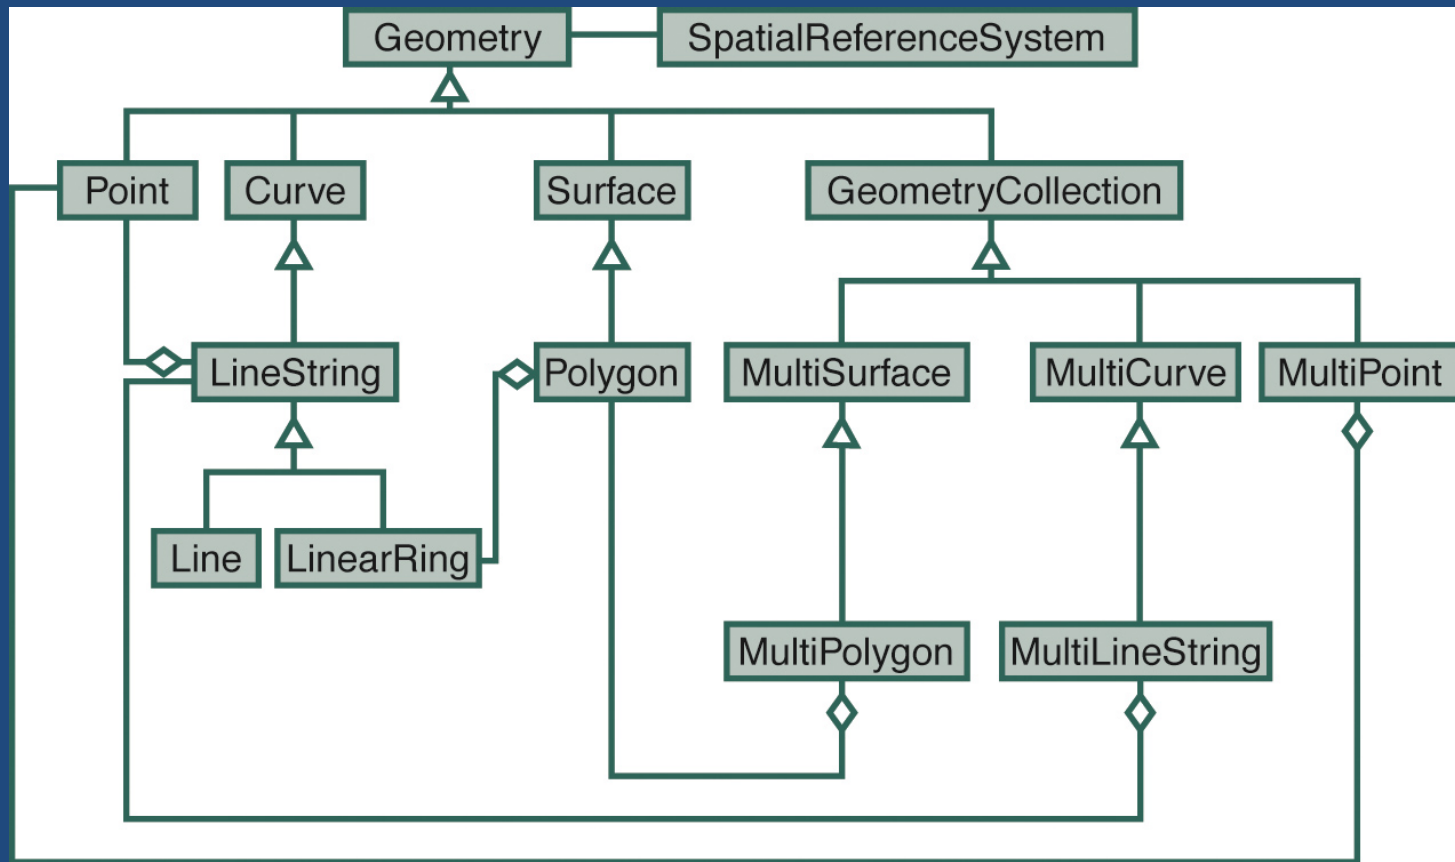 Geometry
SpatialReferenceSystem
Point
Curve
Surface
GeometryCollection
LineString
Polygon
MultiSurface
MultiCurve
MultiPoint
Line
LinearRing
MultiPolygon
MultiLineString